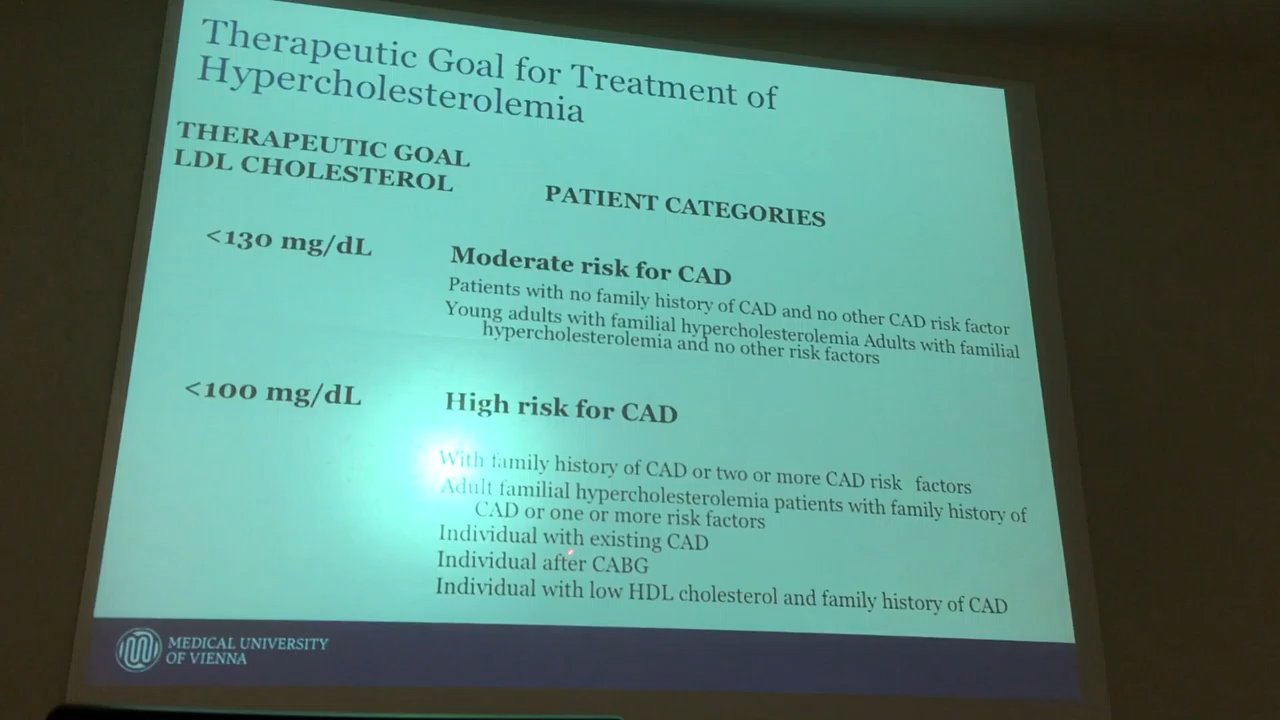 Therapeutic Goal for Treatment of
Hypercholesterolemia
THERAPEUTIC GOAL
LDL CHOLESTEROL
PATIENT CATEGORIES
<130 mg/dL
Moderate risk for CAD
Patients with no family history of CAD and no other CAD risk factor
Young adults with familial hypercholesterolemia Adults with familial
hypercholesterolemia and no other risk factors
<100 mg/dL
High risk for CAD
With family history of CAD or two or more CAD risk factors
Adult familial hypercholesterolemia patients with family history of
CAD or one or more risk factors
Individual with existing CAD
Individual after CABG
Individual with low HDL cholesterol and family history of CAD
MEDICAL UNIVERSITY
OF VIENNA